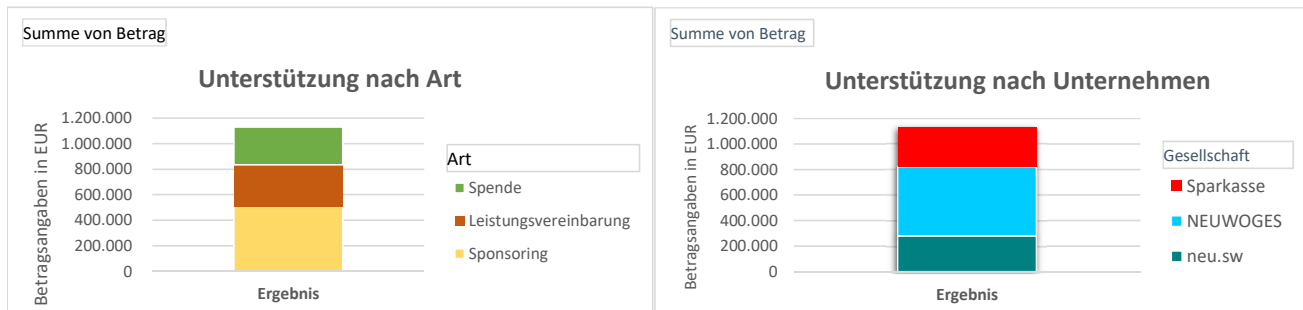 Summe von Betrag
Unterstützung nach Art
Betragsangaben in EUR
1.200.000
1.000.000
800.000
600.000
400.000
200.000
0
Ergebnis
Art
Spende
Leistungsvereinbarung
Sponsoring
Summe von Betrag
Unterstützung nach Unternehmen
Betragsangaben in EUR
1.200.000
1.000.000
800.000
600.000
400.000
200.000
0
Ergebnis
Gesellschaft
Sparkasse
NEUWOGES
neu.sw